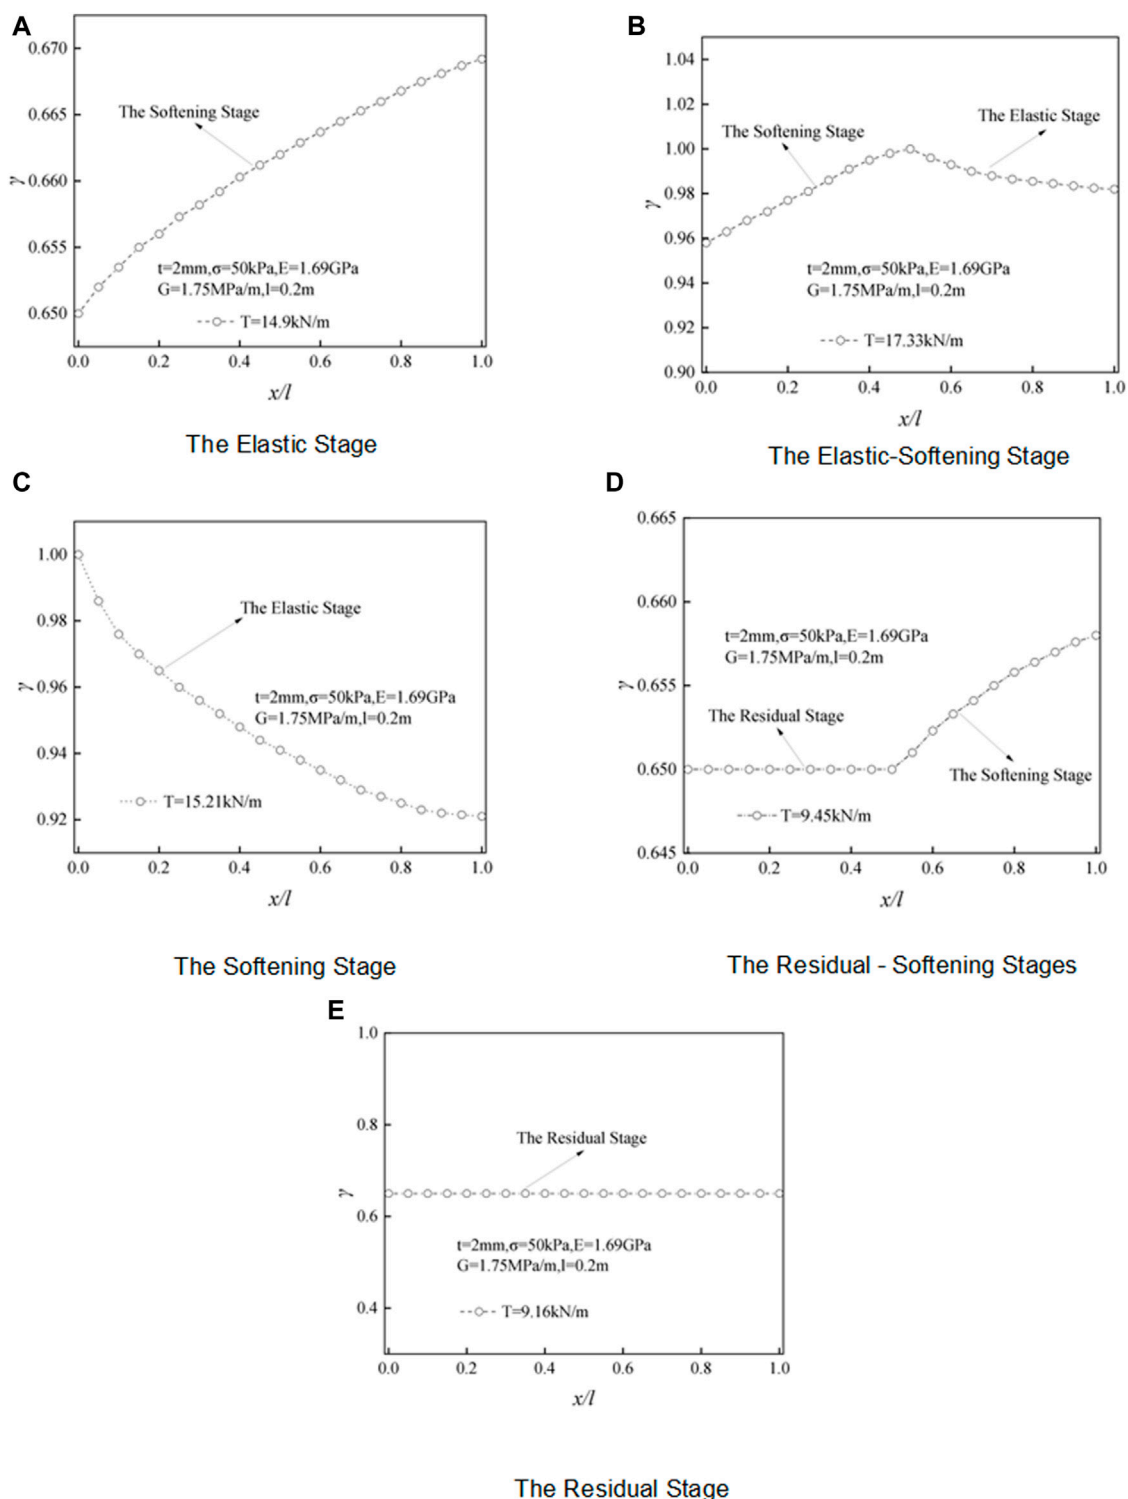 A
0.670
0.665
0.660
0.655
0.650
γ
The Softening Stage
t=2mm,σ=50kPa,E=1.69GPa
G=1.75MPa/m,l=0.2m
T=14.9kN/m
0.0 0.2 0.4 0.6 0.8 1.0
x/l
The Elastic Stage
B
1.04
1.02
1.00
0.98
0.96
0.94
0.92
0.90
γ
The Elastic Stage
The Softening Stage
t=2mm,σ=50kPa,E=1.69GPa
G=1.75MPa/m,l=0.2m
T=17.33kN/m
0.0 0.2 0.4 0.6 0.8 1.0
x/l
The Elastic-Softening Stage
C
1.00
0.98
0.96
0.94
0.92
γ
The Elastic Stage
t=2mm,σ=50kPa,E=1.69GPa
G=1.75MPa/m,l=0.2m
T=15.21kN/m
0.0 0.2 0.4 0.6 0.8 1.0
x/l
The Softening Stage
D
0.665
0.660
0.655
0.650
0.645
γ
t=2mm,σ=50kPa,E=1.69GPa
G=1.75MPa/m,l=0.2m
The Residual Stage
The Softening Stage
T=9.45kN/m
0.0 0.2 0.4 0.6 0.8 1.0
x/l
The Residual - Softening Stages
E
1.0
0.8
0.6
0.4
γ
The Residual Stage
t=2mm,σ=50kPa,E=1.69GPa
G=1.75MPa/m,l=0.2m
T=9.16kN/m
0.0 0.2 0.4 0.6 0.8 1.0
x/l
The Residual Stage